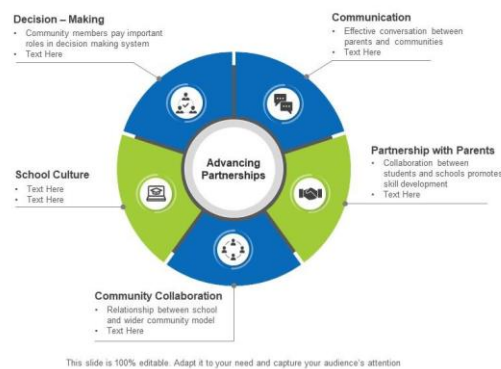 Decision – Making
• Community members pay important
roles in decision making system
• Text Here
Communication
• Effective conversation between
parents and communities
• Text Here
Advancing
Partnerships
School Culture
• Text Here
• Text Here
Partnership with Parents
• Collaboration between
students and schools promotes
skill development
• Text Here
Community Collaboration
• Relationship between school
and wider community model
• Text Here
This slide is 100% editable. Adapt it to your need and capture your audience's attention